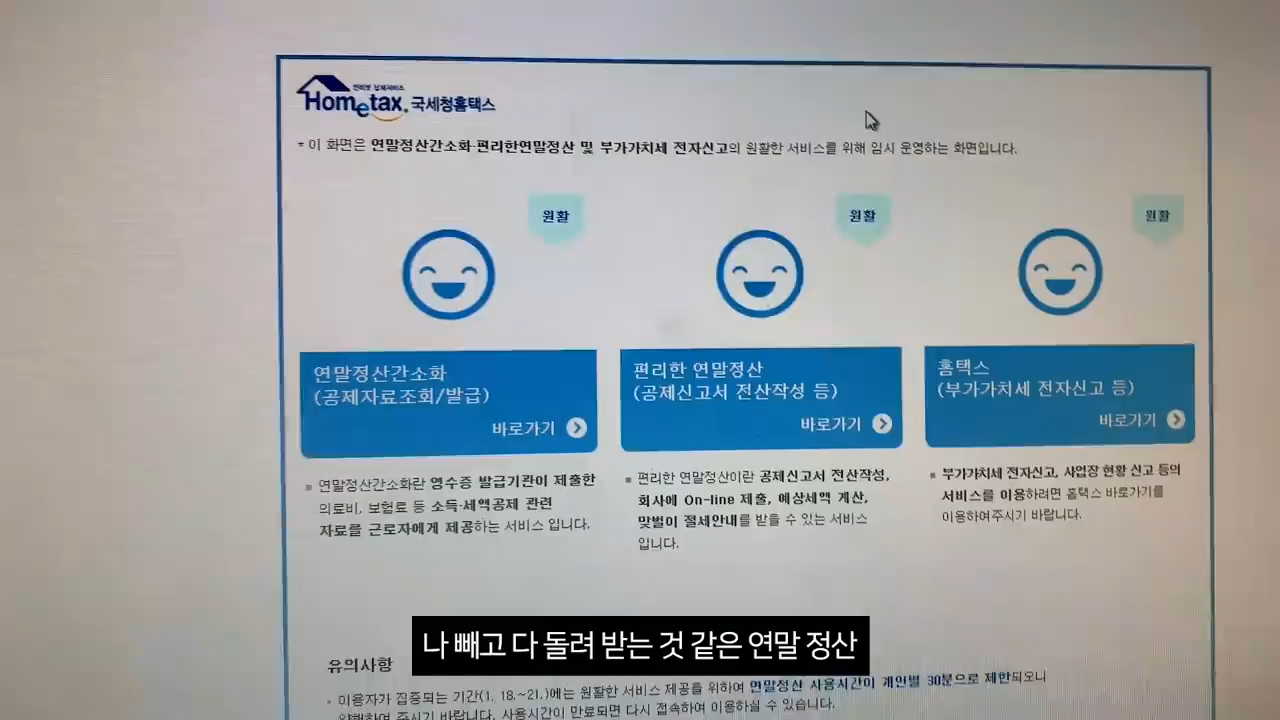 인터넷 납세서비스
Hometax. 국세청홈택스
* 이 화면은 연말정산간소화·편리한연말정산 및 부가가치세 전자신고의 원활한 서비스를 위해 임시 운영하는 화면입니다.
원활
원활
원활
연말정산간소화
(공제자료조회/발급)
바로가기
연말정산간소화란 영수증 발급기관이 제출한
의료비, 보험료 등 소득·세액공제 관련
자료를 근로자에게 제공하는 서비스 입니다.
편리한 연말정산
(공제신고서 전산작성 등)
바로가기
편리한 연말정산이란 공제신고서 전산작성,
회사에 On-line 제출, 예상세액 계산,
맞벌이 절세안내를 받을 수 있는 서비스
입니다.
홈택스
(부가가치세 전자신고 등)
바로가기
부가가치세 전자신고, 사업장 현황 신고 등의
서비스를 이용하려면 홈택스 바로가기를
이용하여주시기 바랍니다.
나 빼고 다 돌려 받는 것 같은 연말 정산
유의사항
이용자가 집중되는 기간(1. 18.~21.)에는 원활한 서비스 제공을 위하여 연말정산 사용시간이 개인별 30분으로 제한되오니
양해하여 주시기 바랍니다. 사용시간이 만료되면 다시 접속하여 이용하실 수 있습니다.